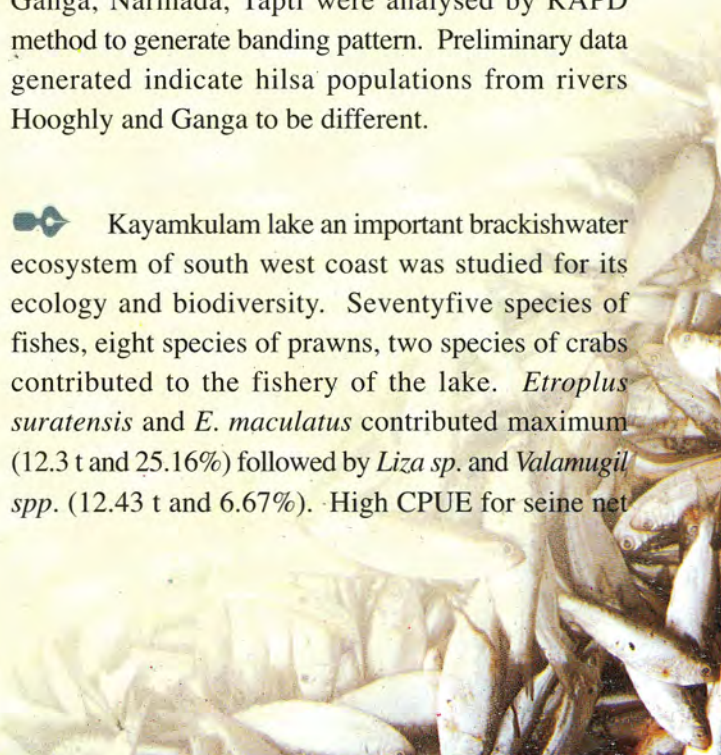 Ganga, Narmada, Tapti were analysed by RAPD
method to generate banding pattern. Preliminary data
generated indicate hilsa populations from rivers
Hooghly and Ganga to be different.
Kayamkulam lake an important brackishwater
ecosystem of south west coast was studied for its
ecology and biodiversity. Seventyfive species of
fishes, eight species of prawns, two species of crabs
contributed to the fishery of the lake. Etroplus
suratensis and E. maculatus contributed maximum
(12.3 t and 25.16%) followed by Liza sp. and Valamugil
spp. (12.43 t and 6.67%). High CPUE for seine net